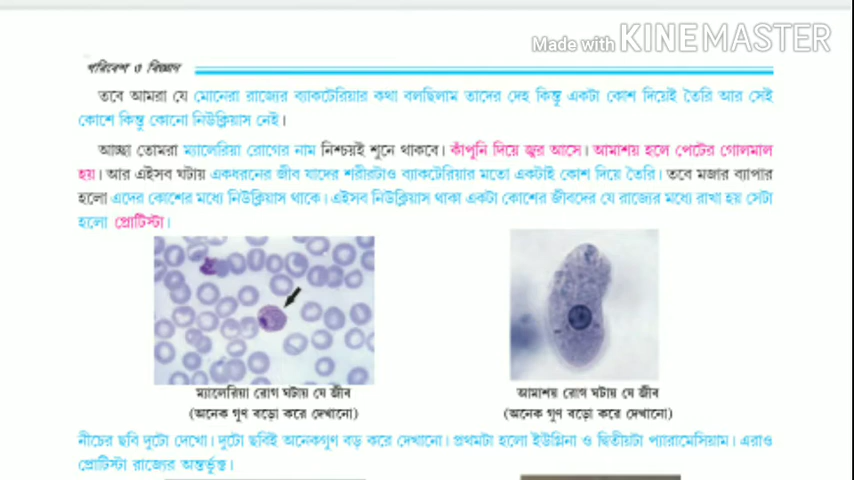 Made with KINEMASTER
পরিবেশ ও বিজ্ঞান
তবে আমরা যে মোনেরা রাজ্যের ব্যাকটেরিয়ার কথা বলছিলাম তাদের দেহ কিন্তু একটা কোশ দিয়েই তৈরি আর সেই
কোশে কিন্তু কোনো নিউক্লিয়াস নেই।
আচ্ছা তোমরা ম্যালেরিয়া রোগের নাম নিশ্চয়ই শুনে থাকবে। কাঁপুনি দিয়ে জ্বর আসে। আমাশয় হলে পেটের গোলমাল
হয়। আর এইসব ঘটায় একধরনের জীব যাদের শরীরটাও ব্যাকটেরিয়ার মতো একটাই কোশ দিয়ে তৈরি। তবে মজার ব্যাপার
হলো এদের কোশের মধ্যে নিউক্লিয়াস থাকে। এইসব নিউক্লিয়াস থাকা একটা কোশের জীবদের যে রাজ্যের মধ্যে রাখা হয় সেটা
হলো প্রোটিস্টা।
ম্যালেরিয়া রোগ ঘটায় যে জীব
(অনেক গুণ বড়ো করে দেখানো)
আমাশয় রোগ ঘটায় যে জীব
(অনেক গুণ বড়ো করে দেখানো)
নীচের ছবি দুটো দেখো। দুটো ছবিই অনেকগুণ বড় করে দেখানো। প্রথমটা হলো ইউগ্লিনা ও দ্বিতীয়টা প্যারামেসিয়াম। এরাও
প্রোটিস্টা রাজ্যের অন্তর্ভুক্ত।